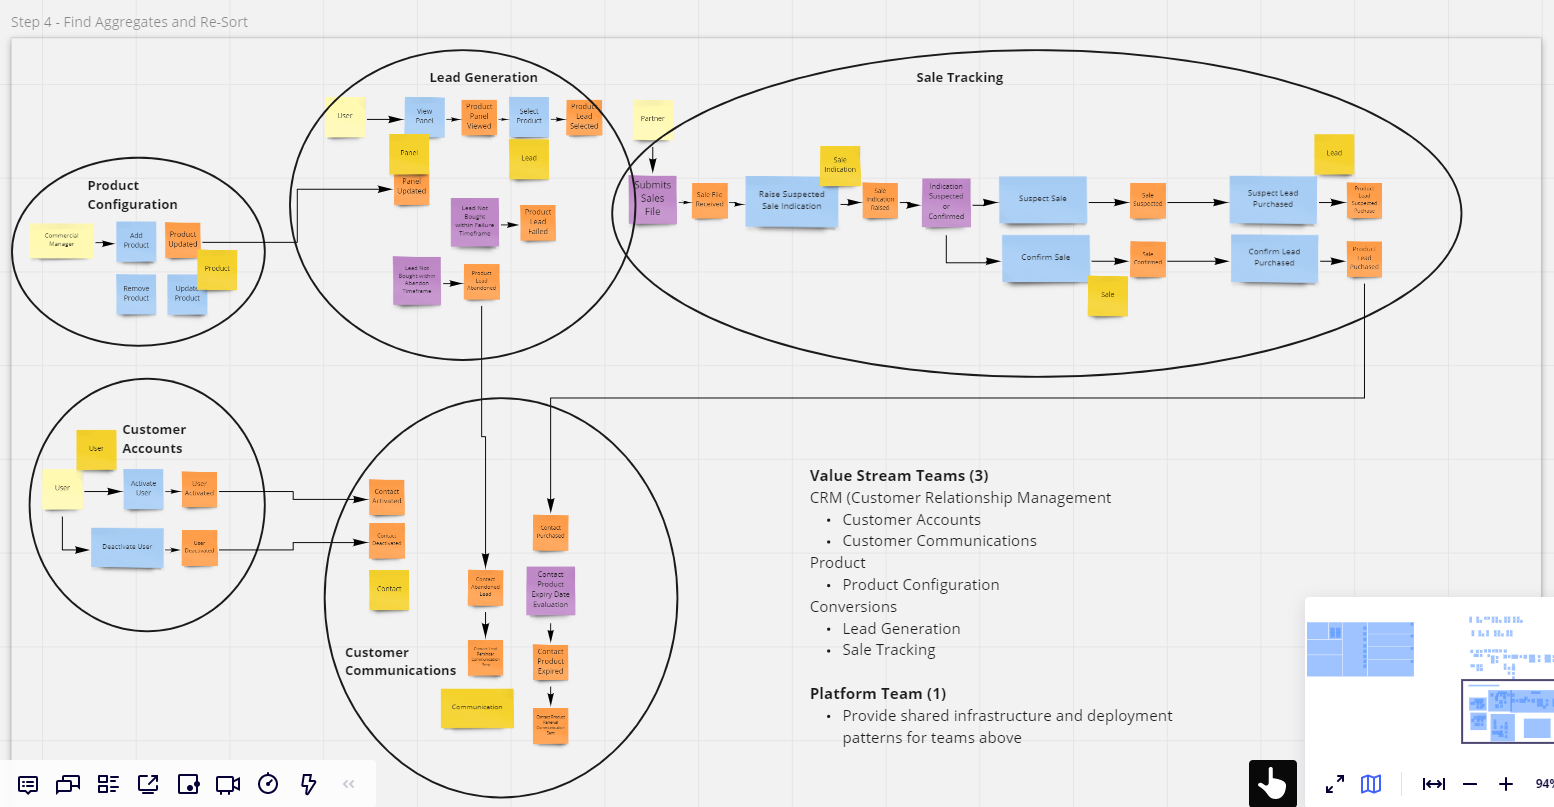 Step 4 - Find Aggregates and Re-Sort
Lead Generation
User
View
Panel
Product
Panel
Viewed
Select
Product
Product
Lead
Selected
Panel
Lead
Panel
Updated
Lead Not
Bought
within Failure
Timeframe
Product
Lead Failed
Lead Not
Bought within
Abandon
Timeframe
Product
Lead
Abandoned
Sale Tracking
Partner
Submits
Sales
File
Sale File
Received
Raise Suspected
Sale Indication
Sale
Indication
Sale
Indication
Raised
Indication
Suspected
or
Confirmed
Suspect Sale
Sale
Suspected
Suspect Lead
Purchased
Lead
Product
Lead
Suspected
Puchase
Confirm Sale
Sale
Confirmed
Sale
Confirm Lead
Purchased
Product
Lead
Purchased
Product
Configuration
Commercial
Manager
Add
Product
Product
Updated
Product
Remove
Product
Update
Product
Customer
Accounts
User
User
Activate
User
User
Activated
Deactivate User
User
Deactivated
Contact
Activated
Contact
Deactivated
Contact
Contact
Abandoned
Lead
Contact
Purchased
Contact
Product
Expiry Date
Evaluation
Contact
Product
Expired
Customer
Communications
Communication
Value Stream Teams (3)
CRM (Customer Relationship Management
• Customer Accounts
• Customer Communications
Product
• Product Configuration
Conversions
• Lead Generation
• Sale Tracking
Platform Team (1)
• Provide shared infrastructure and deployment
patterns for teams above
94%